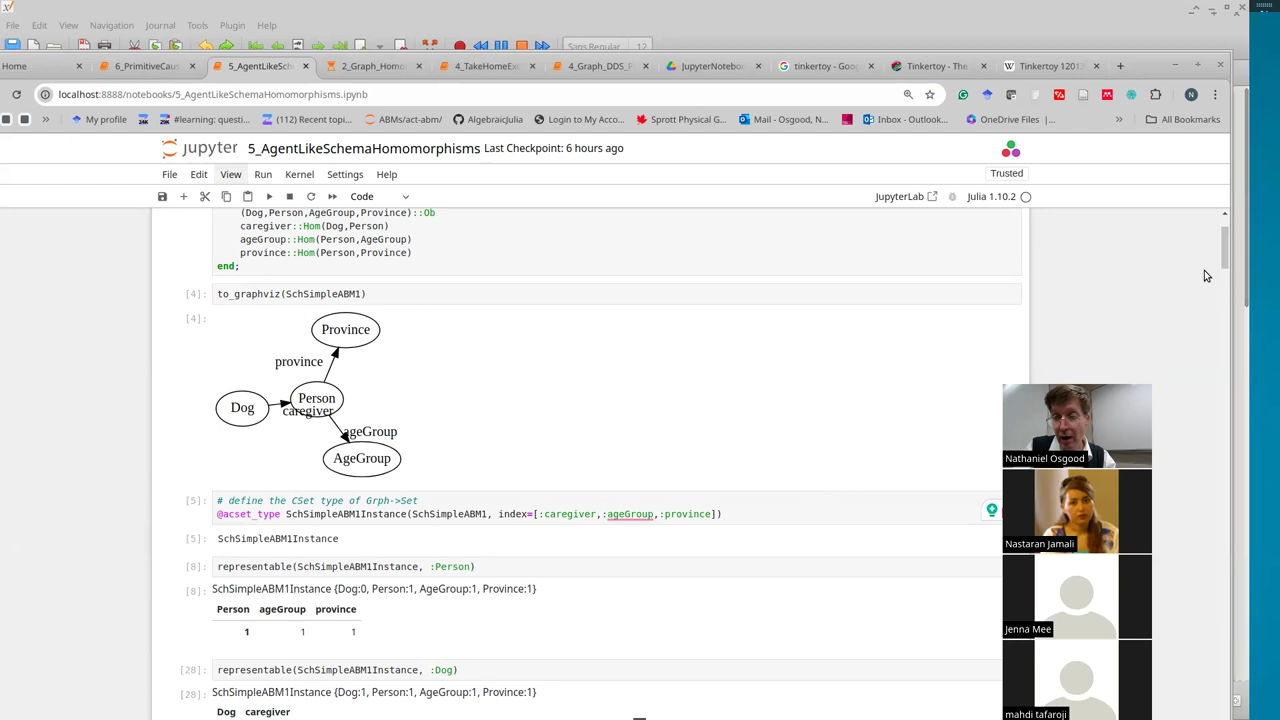 File Edit View Navigation Journal Tools Plugin Help
Sans Regular 12
Home 6_PrimitiveCaus 5_AgentLikeSche 2_Graph_Homo 4_TakeHomeExc 4_Graph_DDS_P JupyterNotebo tinkertoy - Goo Tinkertoy - The Tinkertoy 12013
localhost:8888/notebooks/5_AgentLikeSchemaHomomorphisms.ipynb
My profile #learning: questi... (112) Recent topi... ABMs/act-abm/ AlgebraicJulia Login to My Acco... Sprott Physical G... Mail - Osgood, N... Inbox - Outlook... OneDrive Files |... All Bookmarks
jupyter 5_AgentLikeSchemaHomomorphisms Last Checkpoint: 6 hours ago
File Edit View Run Kernel Settings Help Trusted
Code JupyterLab Julia 1.10.2
(Dog,Person,AgeGroup,Province)::Ob
caregiver::Hom(Dog,Person)
ageGroup::Hom(Person,AgeGroup)
province::Hom(Person,Province)
end;
[4]: to_graphviz(SchSimpleABM1)
[4]:
Province
province
Person
Dog
caregiver
ageGroup
AgeGroup
[5]: # define the CSet type of Grph->Set
@acset_type SchSimpleABM1Instance(SchSimpleABM1, index=[:caregiver,:ageGroup,:province])
[5]: SchSimpleABM1Instance
[8]: representable(SchSimpleABM1Instance, :Person)
[8]: SchSimpleABM1Instance {Dog:0, Person:1, AgeGroup:1, Province:1}
Person ageGroup province
1 1 1
[28]: representable(SchSimpleABM1Instance, :Dog)
[28]: SchSimpleABM1Instance {Dog:1, Person:1, AgeGroup:1, Province:1}
Dog caregiver
Nathaniel Osgood
Nastaran Jamali
Jenna Mee
mahdi tafaroji